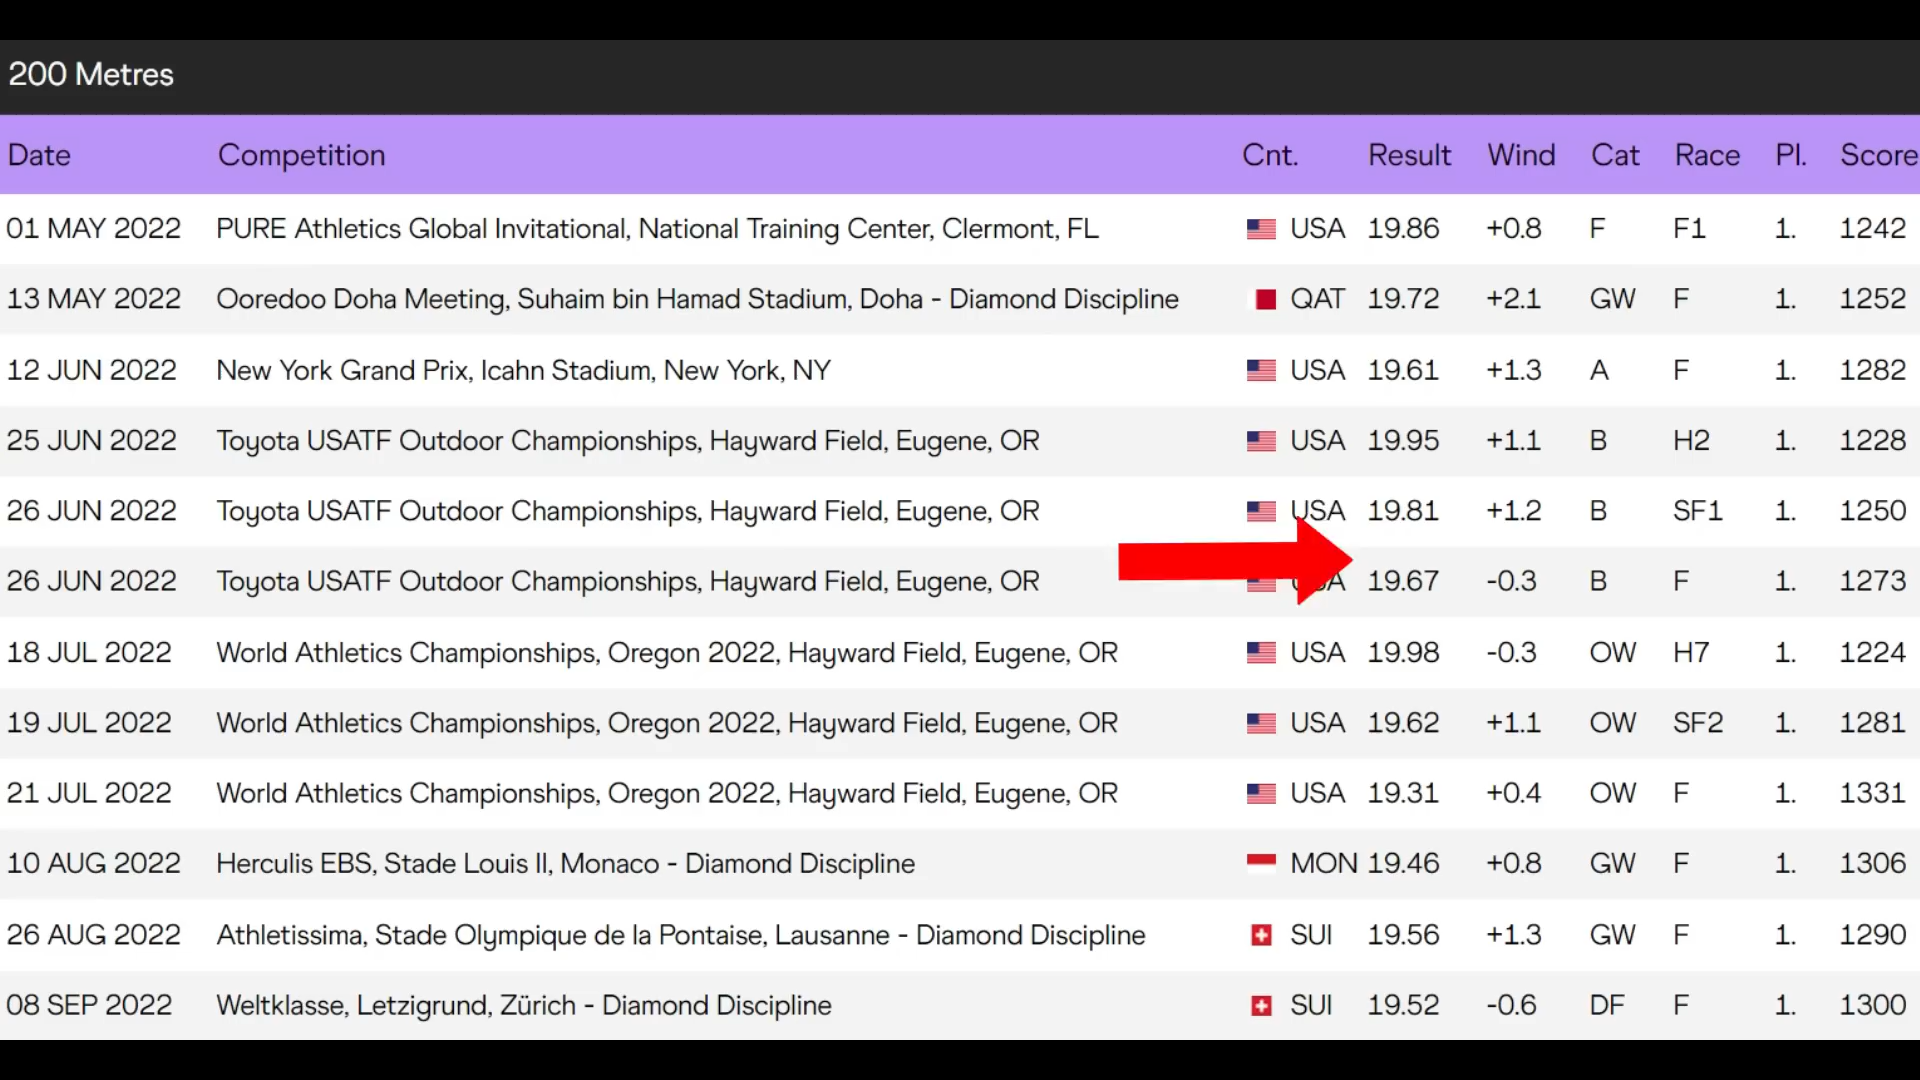 200 Metres
Date Competition Cnt. Result Wind Cat Race Pl. Score
01 MAY 2022 PURE Athletics Global Invitational, National Training Center, Clermont, FL USA 19.86 +0.8 F F1 1. 1242
13 MAY 2022 Ooredoo Doha Meeting, Suhaim bin Hamad Stadium, Doha - Diamond Discipline QAT 19.72 +2.1 GW F 1. 1252
12 JUN 2022 New York Grand Prix, Icahn Stadium, New York, NY USA 19.61 +1.3 A F 1. 1282
25 JUN 2022 Toyota USATF Outdoor Championships, Hayward Field, Eugene, OR USA 19.95 +1.1 B H2 1. 1228
26 JUN 2022 Toyota USATF Outdoor Championships, Hayward Field, Eugene, OR USA 19.81 +1.2 B SF1 1. 1250
26 JUN 2022 Toyota USATF Outdoor Championships, Hayward Field, Eugene, OR USA 19.67 -0.3 B F 1. 1273
18 JUL 2022 World Athletics Championships, Oregon 2022, Hayward Field, Eugene, OR USA 19.98 -0.3 OW H7 1. 1224
19 JUL 2022 World Athletics Championships, Oregon 2022, Hayward Field, Eugene, OR USA 19.62 +1.1 OW SF2 1. 1281
21 JUL 2022 World Athletics Championships, Oregon 2022, Hayward Field, Eugene, OR USA 19.31 +0.4 OW F 1. 1331
10 AUG 2022 Herculis EBS, Stade Louis II, Monaco - Diamond Discipline MON 19.46 +0.8 GW F 1. 1306
26 AUG 2022 Athletissima, Stade Olympique de la Pontaise, Lausanne - Diamond Discipline SUI 19.56 +1.3 GW F 1. 1290
08 SEP 2022 Weltklasse, Letzigrund, Zürich - Diamond Discipline SUI 19.52 -0.6 DF F 1. 1300